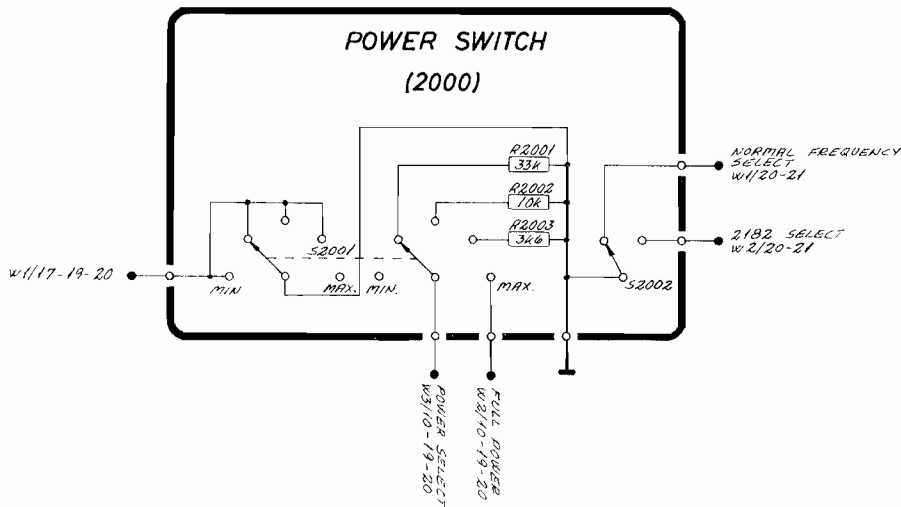 POWER SWITCH
(2000)
R2001
33k
R2002
10k
R2003
3k6
NORMAL FREQUENCY
SELECT
W1/20-21
2182 SELECT
W2/20-21
S2001
S2002
W1/17-19-20
MIN
MAX.
MIN.
MAX.
POWER SELECT
W3/10-19-20
FULL POWER
W2/10-19-20